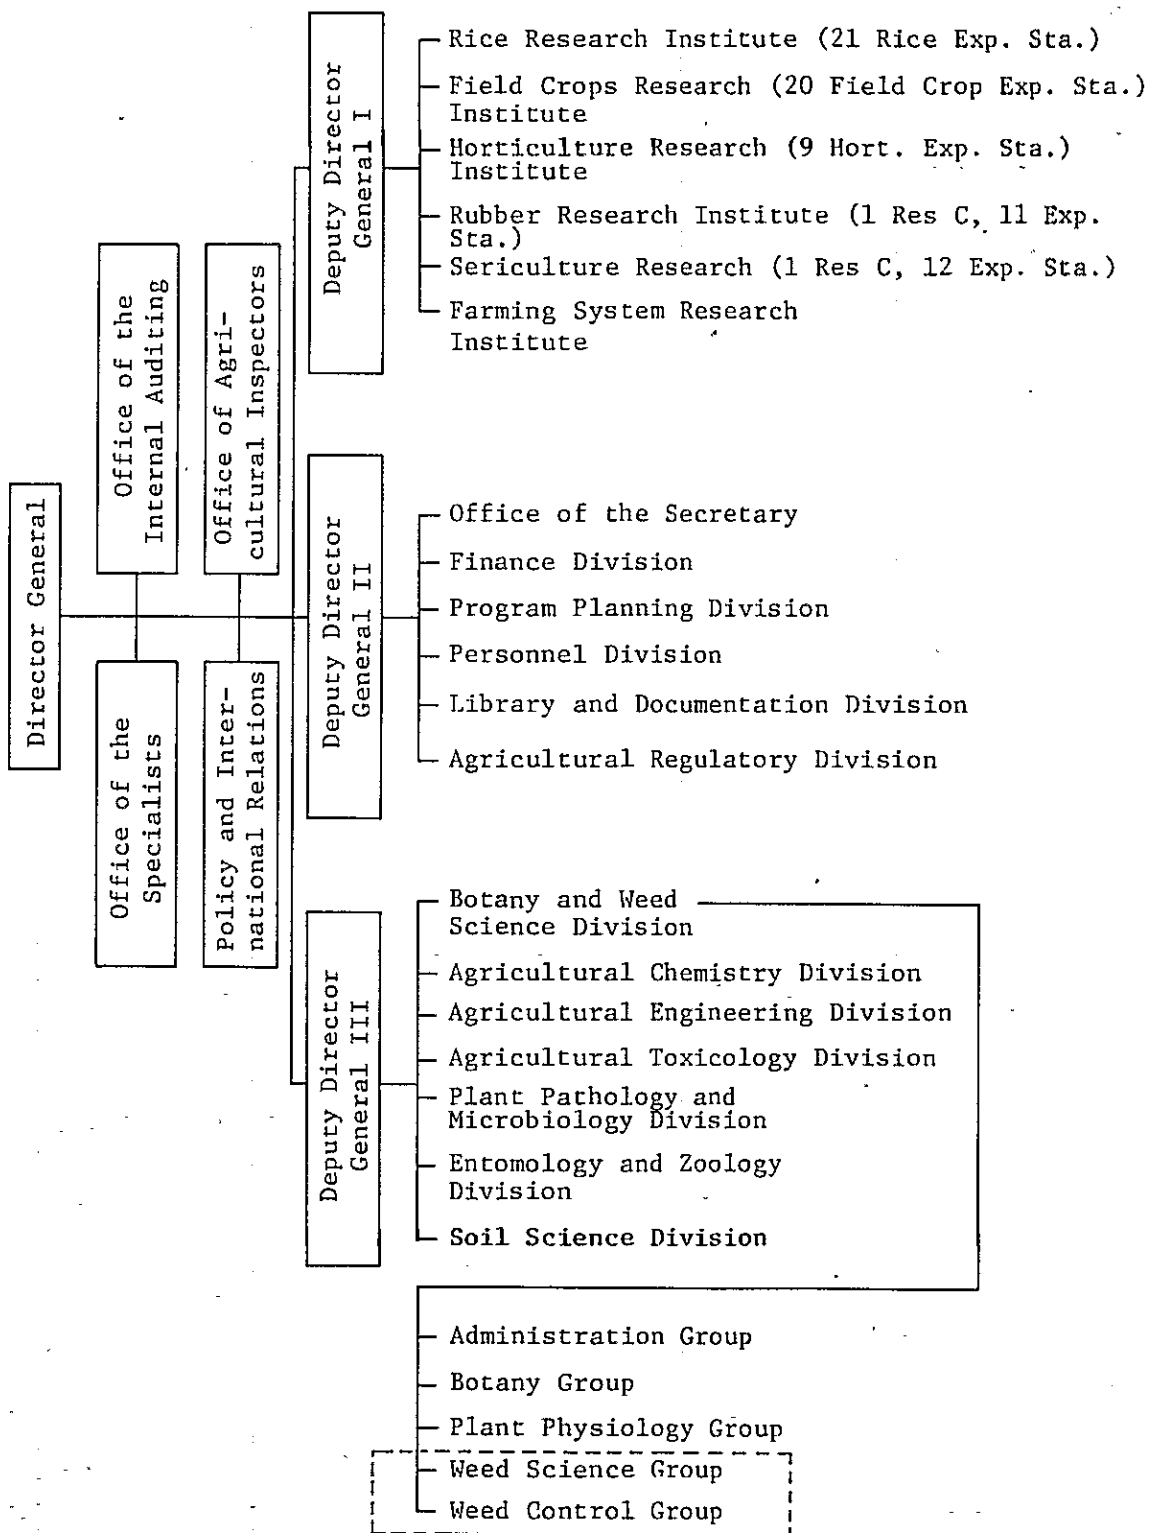 Director General
Office of the
Internal Auditing
Office of the
Specialists
Office of Agri-
cultural Inspectors
Policy and Inter-
national Relations
Deputy Director
General I
Rice Research Institute (21 Rice Exp. Sta.)
Field Crops Research (20 Field Crop Exp. Sta.)
Institute
Horticulture Research (9 Hort. Exp. Sta.)
Institute
Rubber Research Institute (1 Res C, 11 Exp.
Sta.)
Sericulture Research (1 Res C, 12 Exp. Sta.)
Farming System Research
Institute
Deputy Director
General II
Office of the Secretary
Finance Division
Program Planning Division
Personnel Division
Library and Documentation Division
Agricultural Regulatory Division
Deputy Director
General III
Botany and Weed
Science Division
Agricultural Chemistry Division
Agricultural Engineering Division
Agricultural Toxicology Division
Plant Pathology and
Microbiology Division
Entomology and Zoology
Division
Soil Science Division
Administration Group
Botany Group
Plant Physiology Group
Weed Science Group
Weed Control Group